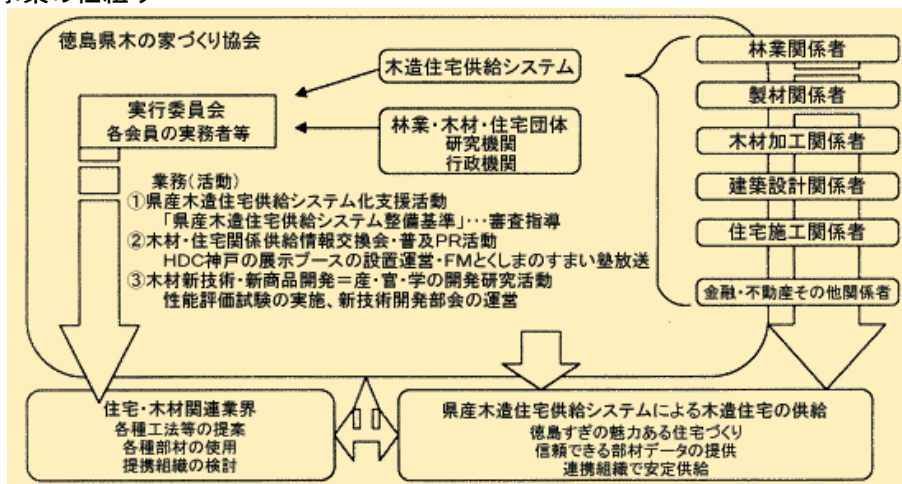 徳島県木の家づくり協会
木造住宅供給システム
実行委員会
各会員の実務者等
林業・木材・住宅団体
研究機関
行政機関
業務(活動)
①県産木造住宅供給システム化支援活動
「県産木造住宅供給システム整備基準」…審査指導
②木材・住宅関係供給情報交換会・普及PR活動
HDC神戸の展示ブースの設置運営・FMとくしまのすまい塾放送
③木材新技術・新商品開発=産・官・学の開発研究活動
性能評価試験の実施、新技術開発部会の運営
林業関係者
製材関係者
木材加工関係者
建築設計関係者
住宅施工関係者
金融・不動産その他関係者
住宅・木材関連業界
各種工法等の提案
各種部材の使用
提携組織の検討
県産木造住宅供給システムによる木造住宅の供給
徳島すぎの魅力ある住宅づくり
信頼できる部材データの提供
連携組織で安定供給